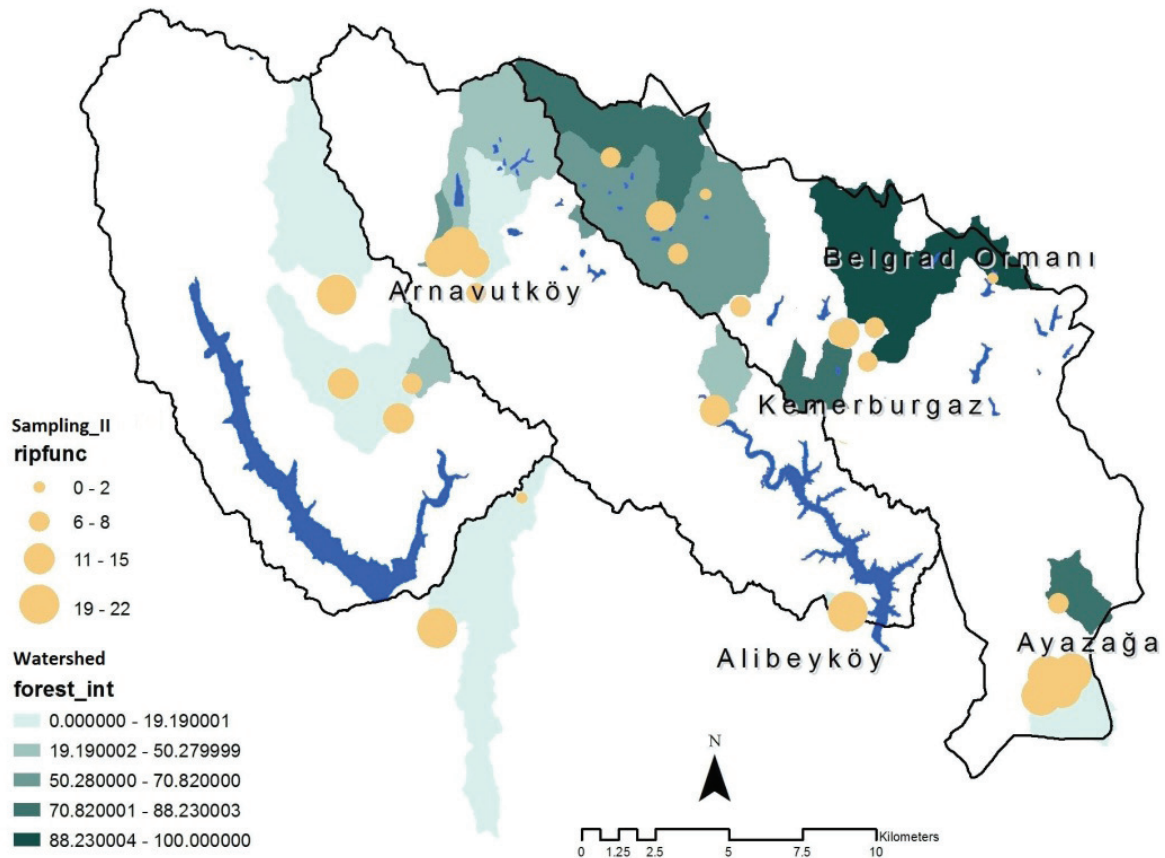 Belgrad Ormanı
Arnavutköy
Kemerburgaz
Sampling_II
ripfunc
0 - 2
6 - 8
11 - 15
19 - 22
Alibeyköy
Ayazağa
Watershed
forest_int
0.000000 - 19.190001
19.190002 - 50.279999
50.280000 - 70.820000
70.820001 - 88.230003
88.230004 - 100.000000
N
Kilometers
0 1.25 2.5 5 7.5 10